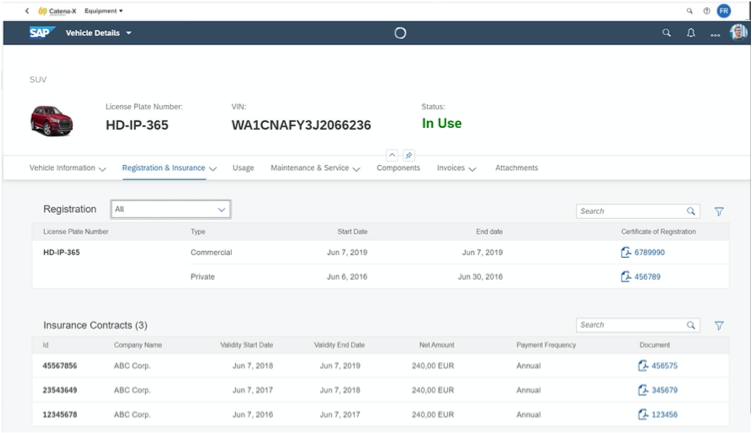 Catena-X Equipment
FR
SAP Vehicle Details
SUV
License Plate Number: VIN: Status:
HD-IP-365 WA1CNAFY3J2066236 In Use
Vehicle Information Registration & Insurance Usage Maintenance & Service Components Invoices Attachments
Registration All Search
License Plate Number Type Start Date End date Certificate of Registration
HD-IP-365 Commercial Jun 7, 2019 Jun 7, 2019 6789990
Private Jun 6, 2016 Jun 30, 2016 456789
Insurance Contracts (3) Search
Id Company Name Validity Start Date Validity End Date Net Amount Payment Frequency Document
45567856 ABC Corp. Jun 7, 2018 Jun 7, 2019 240,00 EUR Annual 456575
23543649 ABC Corp. Jun 7, 2017 Jun 7, 2018 240,00 EUR Annual 345679
12345678 ABC Corp. Jun 7, 2016 Jun 7, 2017 240,00 EUR Annual 123456